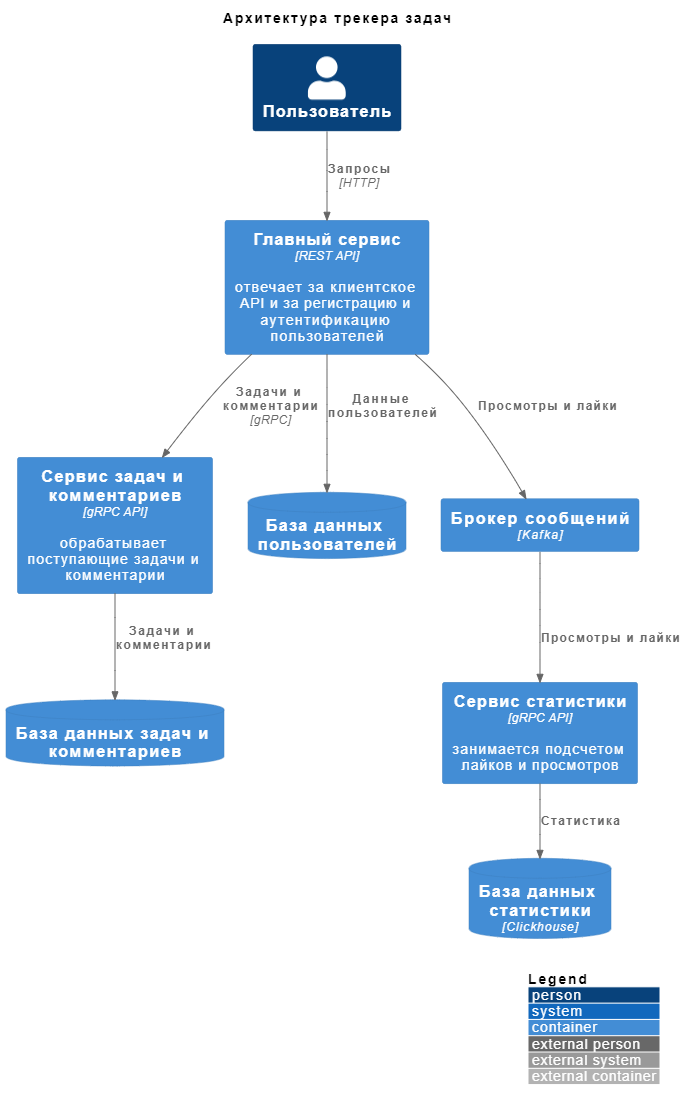 Архитектура трекера задач
Пользователь
Запросы
[HTTP]
Главный сервис
[REST API]
отвечает за клиентское
API и за регистрацию и
аутентификацию
пользователей
Задачи и
комментарии
[gRPC]
Данные
пользователей
Просмотры и лайки
Сервис задач и
комментариев
[gRPC API]
обрабатывает
поступающие задачи и
комментарии
База данных
пользователей
Брокер сообщений
[Kafka]
Задачи и
комментарии
Просмотры и лайки
База данных задач и
комментариев
Сервис статистики
[gRPC API]
занимается подсчетом
лайков и просмотров
Статистика
База данных
статистики
[Clickhouse]
Legend
person
system
container
external person
external system
external container